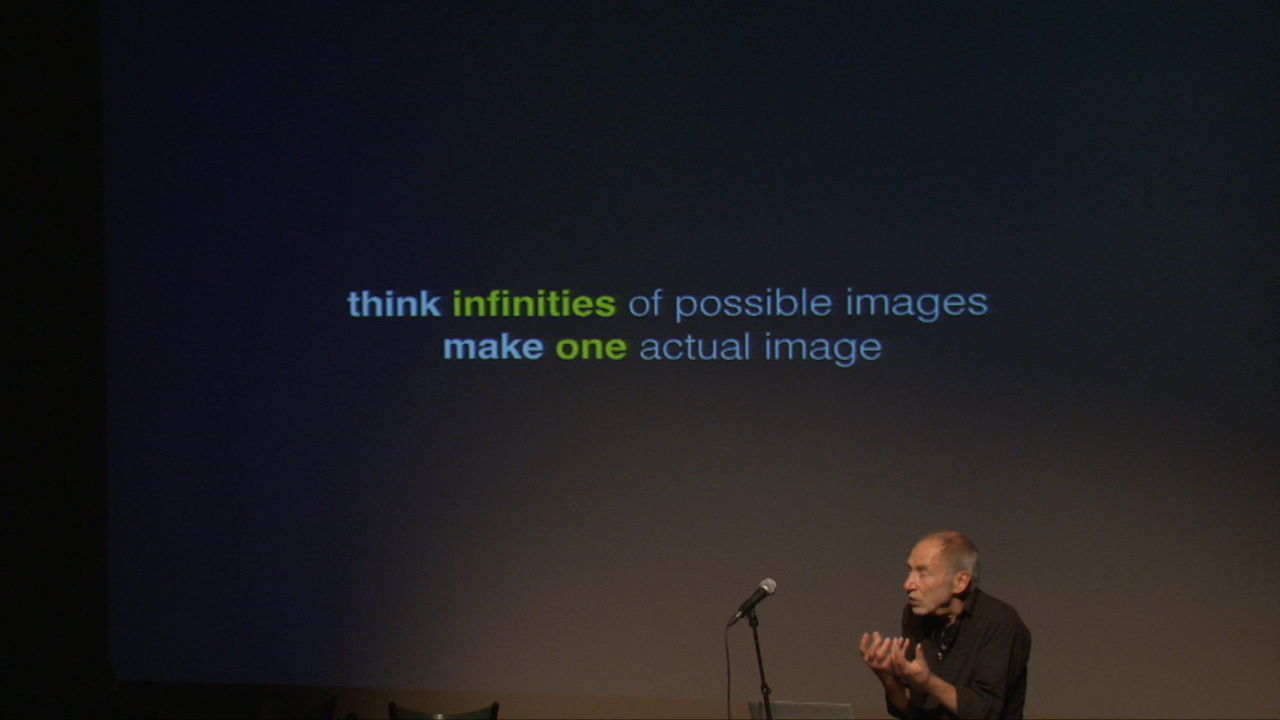 think infinities of possible images
make one actual image